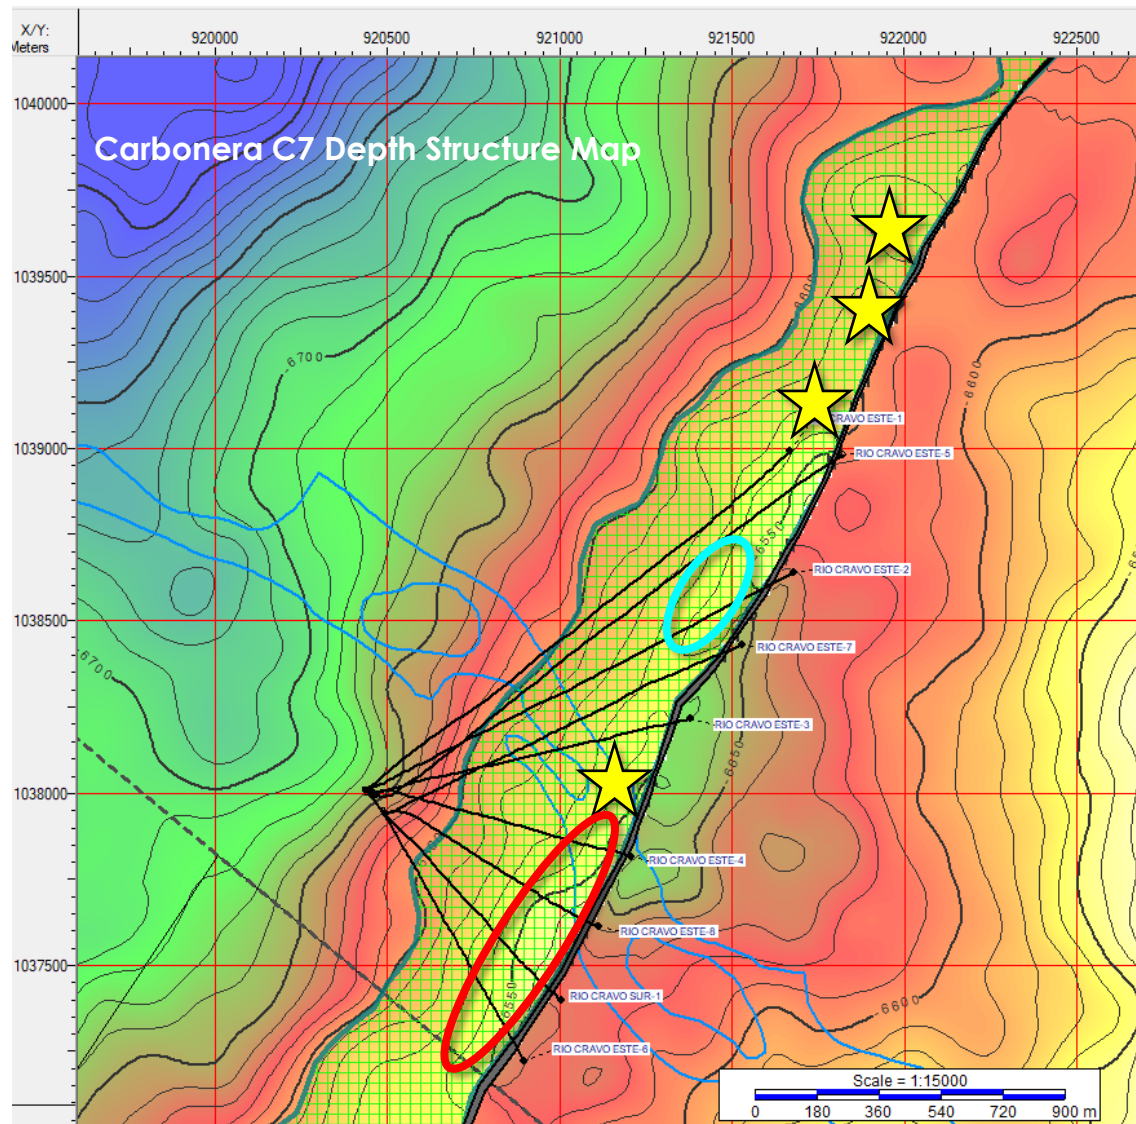 X/Y:
Meters
920000
920500
921000
921500
922000
922500
1040000
Carbonera C7 Depth Structure Map
1039500
-6600
-6700
-6600
RAVO ESTE-1
1039000
RIO CRAVO ESTE-5
-6550
RIO CRAVO ESTE-2
1038500
-6700
RIO CRAVO ESTE-7
RIO CRAVO ESTE-3
-6650
1038000
RIO CRAVO ESTE-4
RIO CRAVO ESTE-8
1037500
-6550
RIO CRAVO SUR-1
-6600
RIO CRAVO ESTE-6
Scale = 1:15000
0 180 360 540 720 900 m